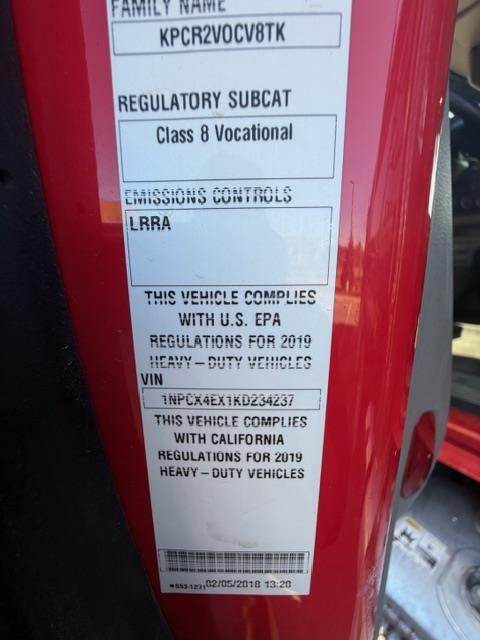 FAMILY NAME
KPCR2VOCV8TK
REGULATORY SUBCAT
Class 8 Vocational
EMISSIONS CONTROLS
LRRA
THIS VEHICLE COMPLIES
WITH U.S. EPA
REGULATIONS FOR 2019
HEAVY-DUTY VEHICLES
VIN
1NPCX4EX1KD234237
THIS VEHICLE COMPLIES
WITH CALIFORNIA
REGULATIONS FOR 2019
HEAVY-DUTY VEHICLES
02/05/2018 13:20